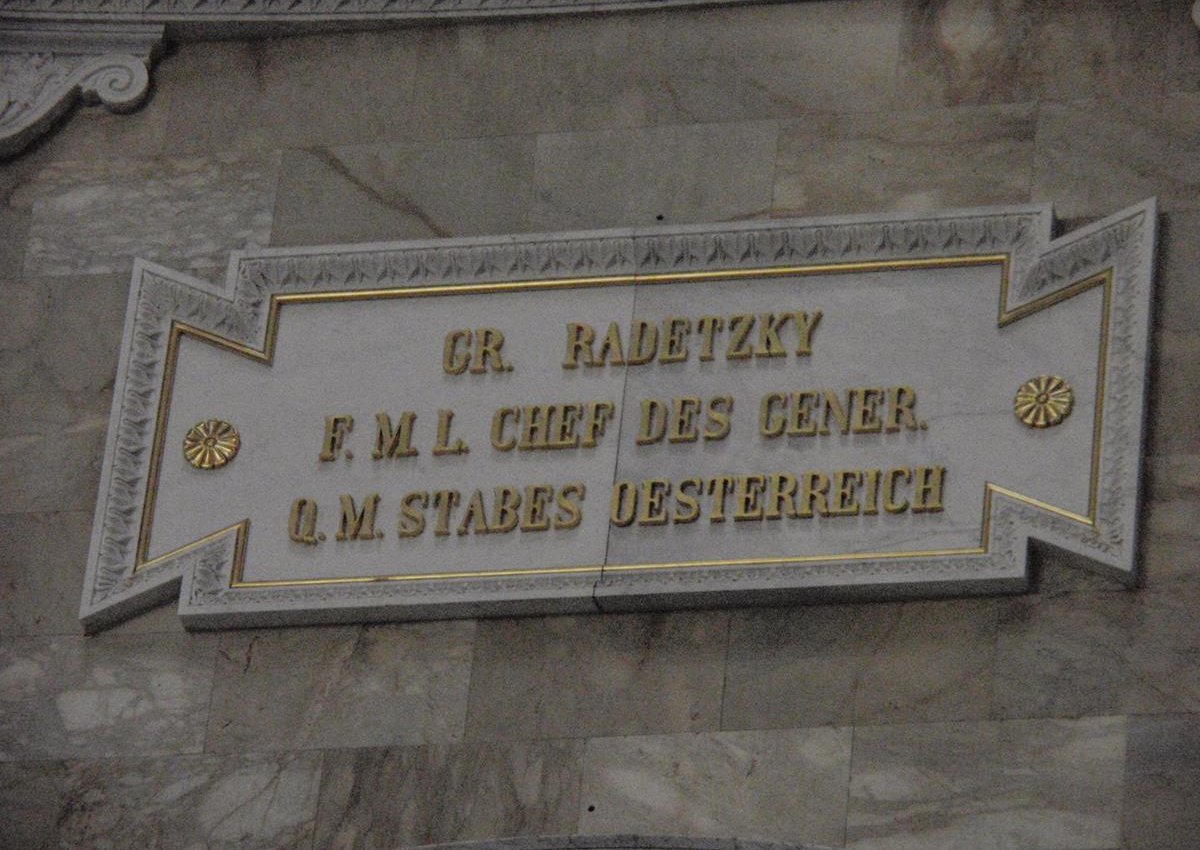 GR. RADETZKY
F. M L. CHEF DES GENER.
Q. M. STABES OESTERREICH